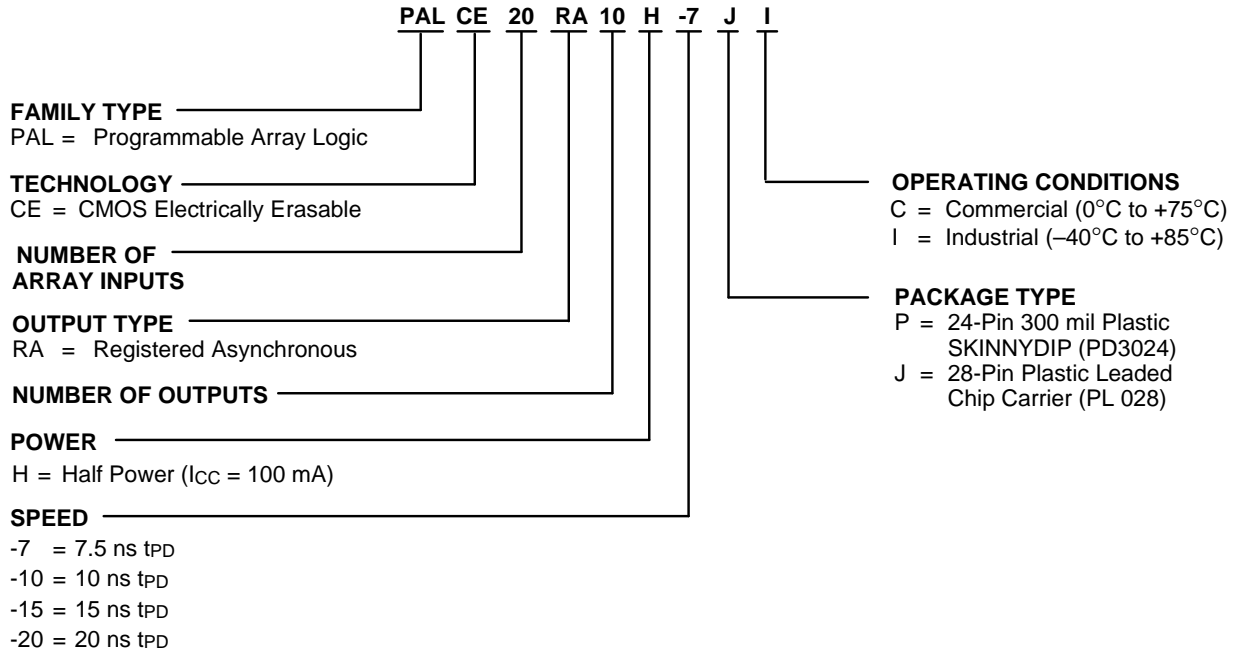 PAL CE 20 RA 10 H -7 J I
FAMILY TYPE
PAL = Programmable Array Logic
TECHNOLOGY
CE = CMOS Electrically Erasable
NUMBER OF
ARRAY INPUTS
OUTPUT TYPE
RA = Registered Asynchronous
NUMBER OF OUTPUTS
POWER
H = Half Power (ICC = 100 mA)
SPEED
-7 = 7.5 ns tPD
-10 = 10 ns tPD
-15 = 15 ns tPD
-20 = 20 ns tPD
OPERATING CONDITIONS
C = Commercial (0°C to +75°C)
I = Industrial (–40°C to +85°C)
PACKAGE TYPE
P = 24-Pin 300 mil Plastic
SKINNYDIP (PD3024)
J = 28-Pin Plastic Leaded
Chip Carrier (PL 028)